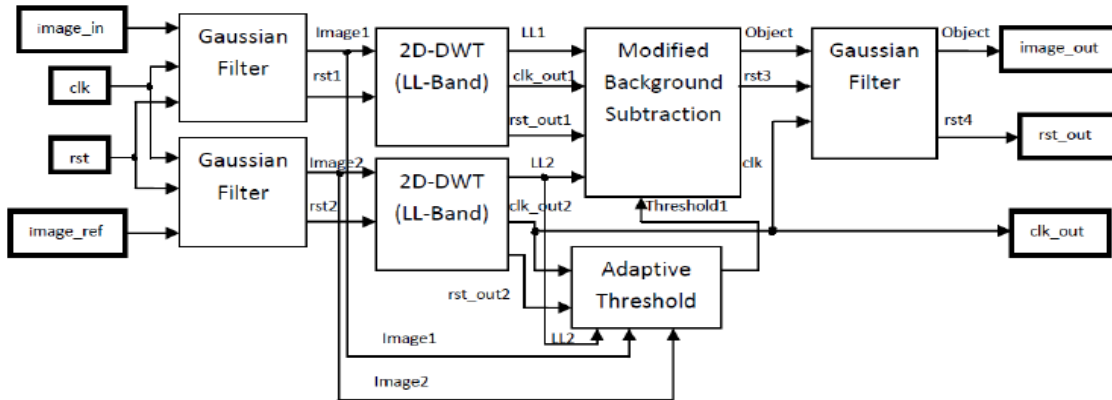 image_in
clk
rst
image_ref
Gaussian
Filter
Gaussian
Filter
Image1
rst1
Image2
rst2
2D-DWT
(LL-Band)
2D-DWT
(LL-Band)
LL1
clk_out1
rst_out1
LL2
clk_out2
rst_out2
LL2
Image1
Image2
Modified
Background
Subtraction
Adaptive
Threshold
Threshold1
Object
rst3
clk
Gaussian
Filter
Object
rst4
image_out
rst_out
clk_out